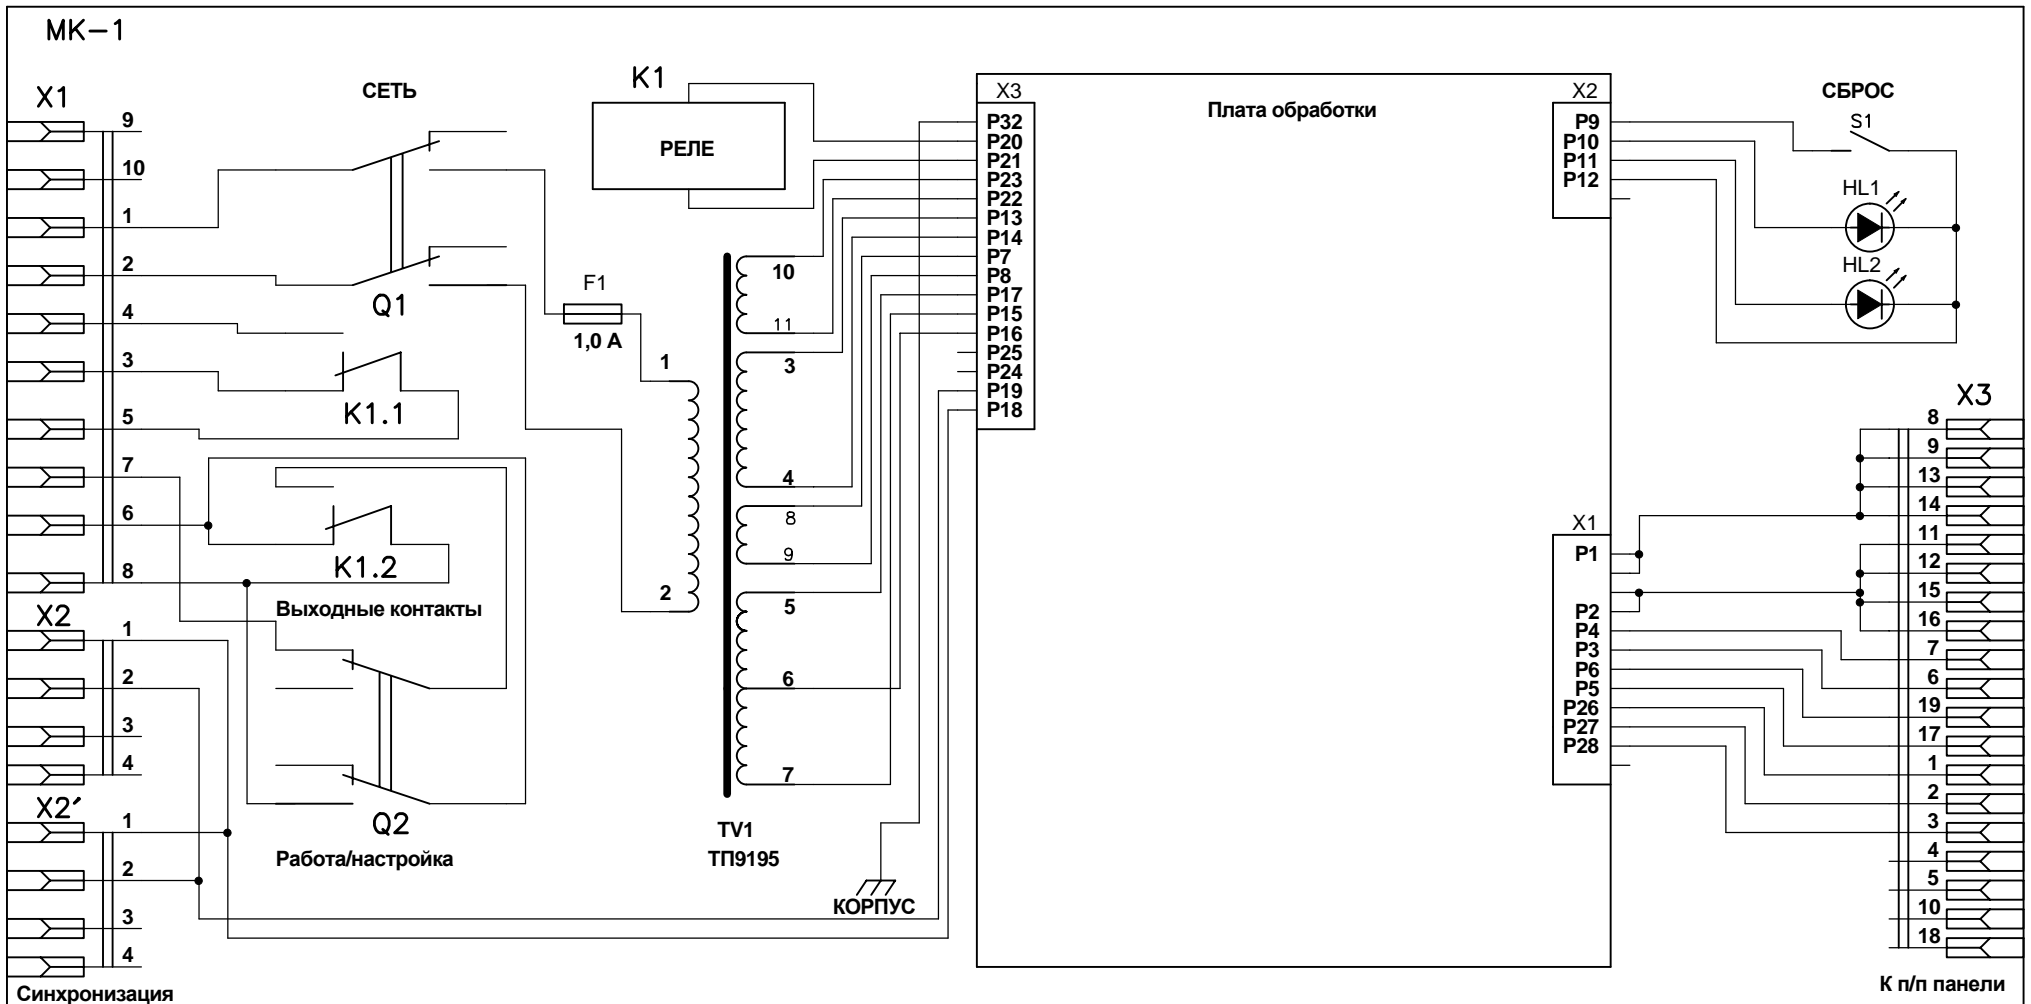 МК-1
X1
9
10
1
2
4
3
5
7
6
8
X2
1
2
3
4
X2′
1
2
3
4
Синхронизация
СЕТЬ
Q1
K1.1
K1.2
Выходные контакты
Q2
Работа/настройка
K1
РЕЛЕ
F1
1,0 А
1
2
10
11
3
4
8
9
5
6
7
TV1
ТП9195
КОРПУС
X3
P32
P20
P21
P23
P22
P13
P14
P7
P8
P17
P15
P16
P25
P24
P19
P18
Плата обработки
X2
P9
P10
P11
P12
X1
P1
P2
P4
P3
P6
P5
P26
P27
P28
СБРОС
S1
HL1
HL2
X3
8
9
13
14
11
12
15
16
7
6
19
17
1
2
3
4
5
10
18
К п/п панели